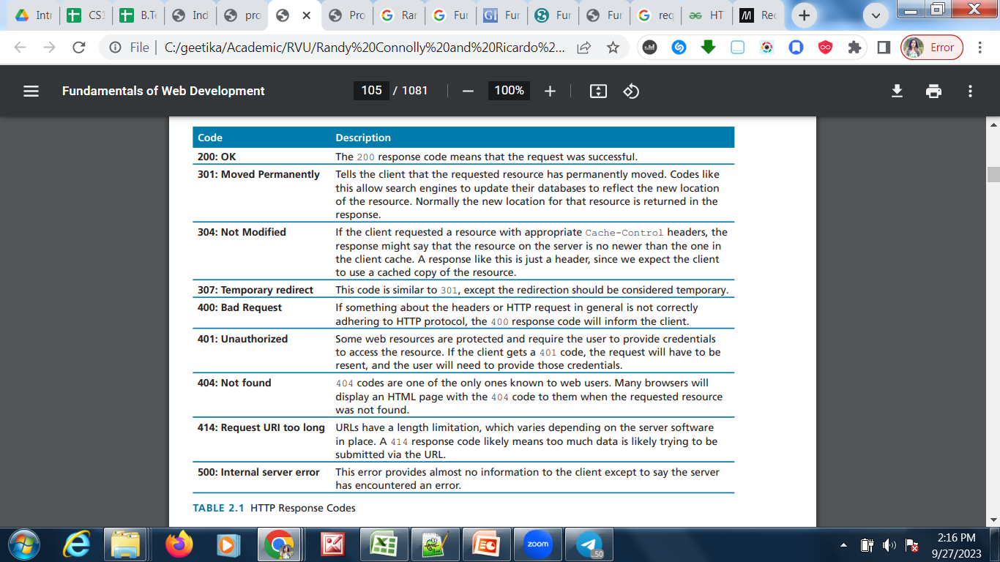 Intr
CS1
B.Te
Ind
pro
Pro
Rar
Fur
Fur
Fur
Fur
req
HT
Rec
File | C:/geetika/Academic/RVU/Randy%20Connolly%20and%20Ricardo%2...
Error
Fundamentals of Web Development
105 / 1081
100%
Code Description
200: OK The 200 response code means that the request was successful.
301: Moved Permanently Tells the client that the requested resource has permanently moved. Codes like
this allow search engines to update their databases to reflect the new location
of the resource. Normally the new location for that resource is returned in the
response.
304: Not Modified If the client requested a resource with appropriate Cache-Control headers, the
response might say that the resource on the server is no newer than the one in
the client cache. A response like this is just a header, since we expect the client
to use a cached copy of the resource.
307: Temporary redirect This code is similar to 301, except the redirection should be considered temporary.
400: Bad Request If something about the headers or HTTP request in general is not correctly
adhering to HTTP protocol, the 400 response code will inform the client.
401: Unauthorized Some web resources are protected and require the user to provide credentials
to access the resource. If the client gets a 401 code, the request will have to be
resent, and the user will need to provide those credentials.
404: Not found 404 codes are one of the only ones known to web users. Many browsers will
display an HTML page with the 404 code to them when the requested resource
was not found.
414: Request URI too long URLs have a length limitation, which varies depending on the server software
in place. A 414 response code likely means too much data is likely trying to be
submitted via the URL.
500: Internal server error This error provides almost no information to the client except to say the server
has encountered an error.
TABLE 2.1 HTTP Response Codes
zoom
..50
2:16 PM
9/27/2023